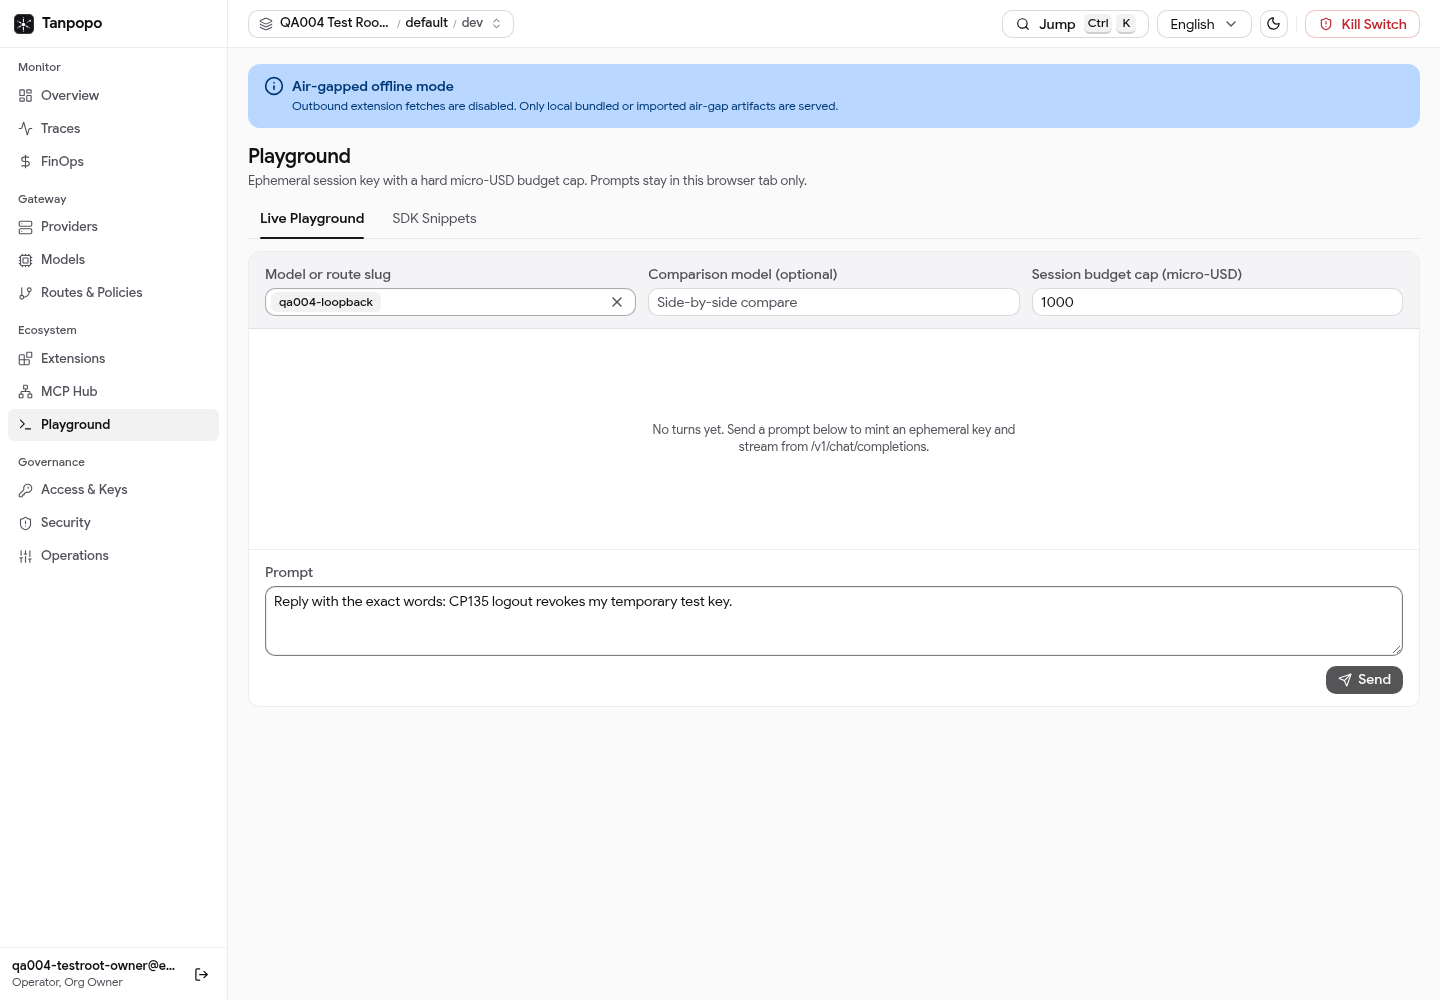 Tanpopo
QA004 Test Roo... / default / dev
Jump Ctrl K
English
Kill Switch
Monitor
Overview
Traces
FinOps
Gateway
Providers
Models
Routes & Policies
Ecosystem
Extensions
MCP Hub
Playground
Governance
Access & Keys
Security
Operations
qa004-testroot-owner@e...
Operator, Org Owner
Air-gapped offline mode
Outbound extension fetches are disabled. Only local bundled or imported air-gap artifacts are served.
Playground
Ephemeral session key with a hard micro-USD budget cap. Prompts stay in this browser tab only.
Live Playground
SDK Snippets
Model or route slug
qa004-loopback
Comparison model (optional)
Side-by-side compare
Session budget cap (micro-USD)
1000
No turns yet. Send a prompt below to mint an ephemeral key and
stream from /v1/chat/completions.
Prompt
Reply with the exact words: CP135 logout revokes my temporary test key.
Send